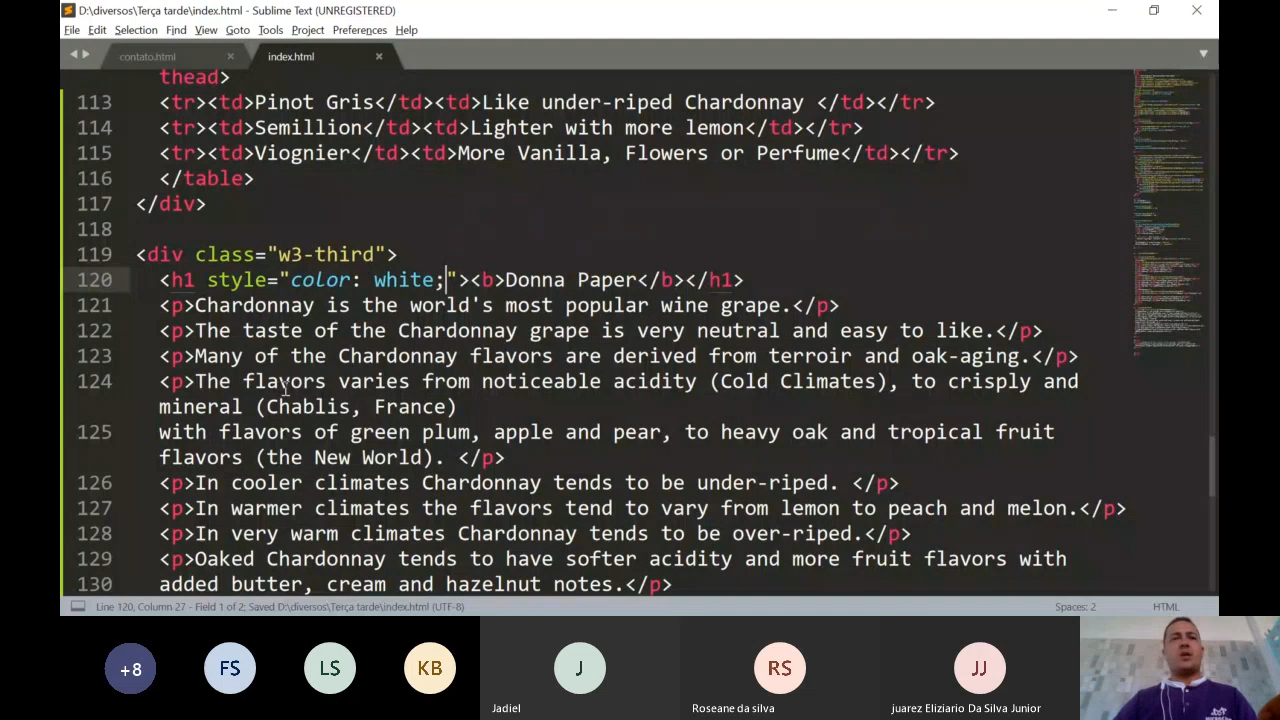 D:\diversos\Terça tarde\index.html - Sublime Text (UNREGISTERED)
File Edit Selection Find View Goto Tools Project Preferences Help
contato.html index.html
thead>
113 <tr><td>Pinot Gris</td><td>Like under-riped Chardonnay </td></tr>
114 <tr><td>Semillion</td><td>Lighter with more lemon</td></tr>
115 <tr><td>Viognier</td><td>More Vanilla, Flowers or Perfume</td></tr>
116 </table>
117 </div>
118
119 <div class="w3-third">
120 <h1 style="color: white;"><b>Donna Paper</b></h1>
121 <p>Chardonnay is the world's most popular wine grape.</p>
122 <p>The taste of the Chardonnay grape is very nutral and easy to like.</p>
123 <p>Many of the Chardonnay flavors are derived from terroir and oak-aging.</p>
124 <p>The flavors varies from noticeable acidity (Cold Climates), to crisply and
mineral (Chablis, France)
125 with flavors of green plum, apple and pear, to heavy oak and tropical fruit
flavors (the New World). </p>
126 <p>In cooler climates Chardonnay tends to be under-riped. </p>
127 <p>In warmer climates the flavors tend to vary from lemon to peach and melon.</p>
128 <p>In very warm climates Chardonnay tends to be over-riped.</p>
129 <p>Oaked Chardonnay tends to have softer acidity and more fruit flavors with
130 added butter, cream and hazelnut notes.</p>
Line 120, Column 27 - Field 1 of 2; Saved D:\diversos\Terça tarde\index.html (UTF-8) Spaces: 2 HTML
+8 FS LS KB J RS JJ
Jadiel Roseane da silva juarez Eliziario Da Silva Junior